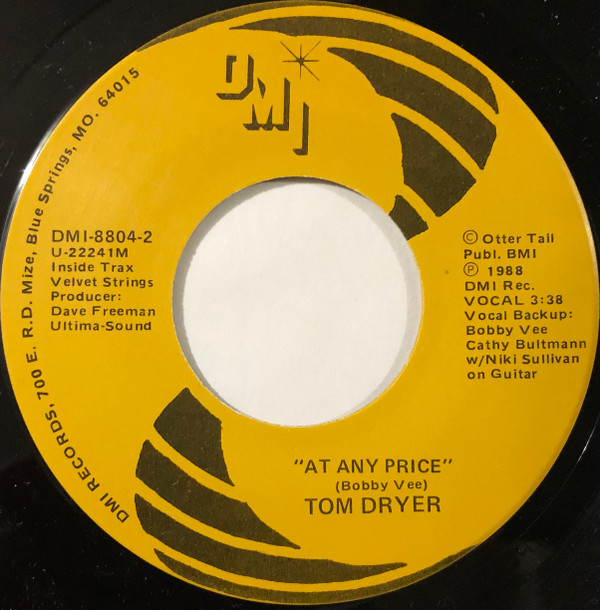 DMI
DMI RECORDS, 700 E. R.D. Mize, Blue Springs, MO. 64015
DMI-8804-2
U-22241M
Inside Trax
Velvet Strings
Producer:
Dave Freeman
Ultima-Sound
© Otter Tail
Publ. BMI
℗ 1988
DMI Rec.
VOCAL 3:38
Vocal Backup:
Bobby Vee
Cathy Bultmann
w/Niki Sullivan
on Guitar
"AT ANY PRICE"
(Bobby Vee)
TOM DRYER